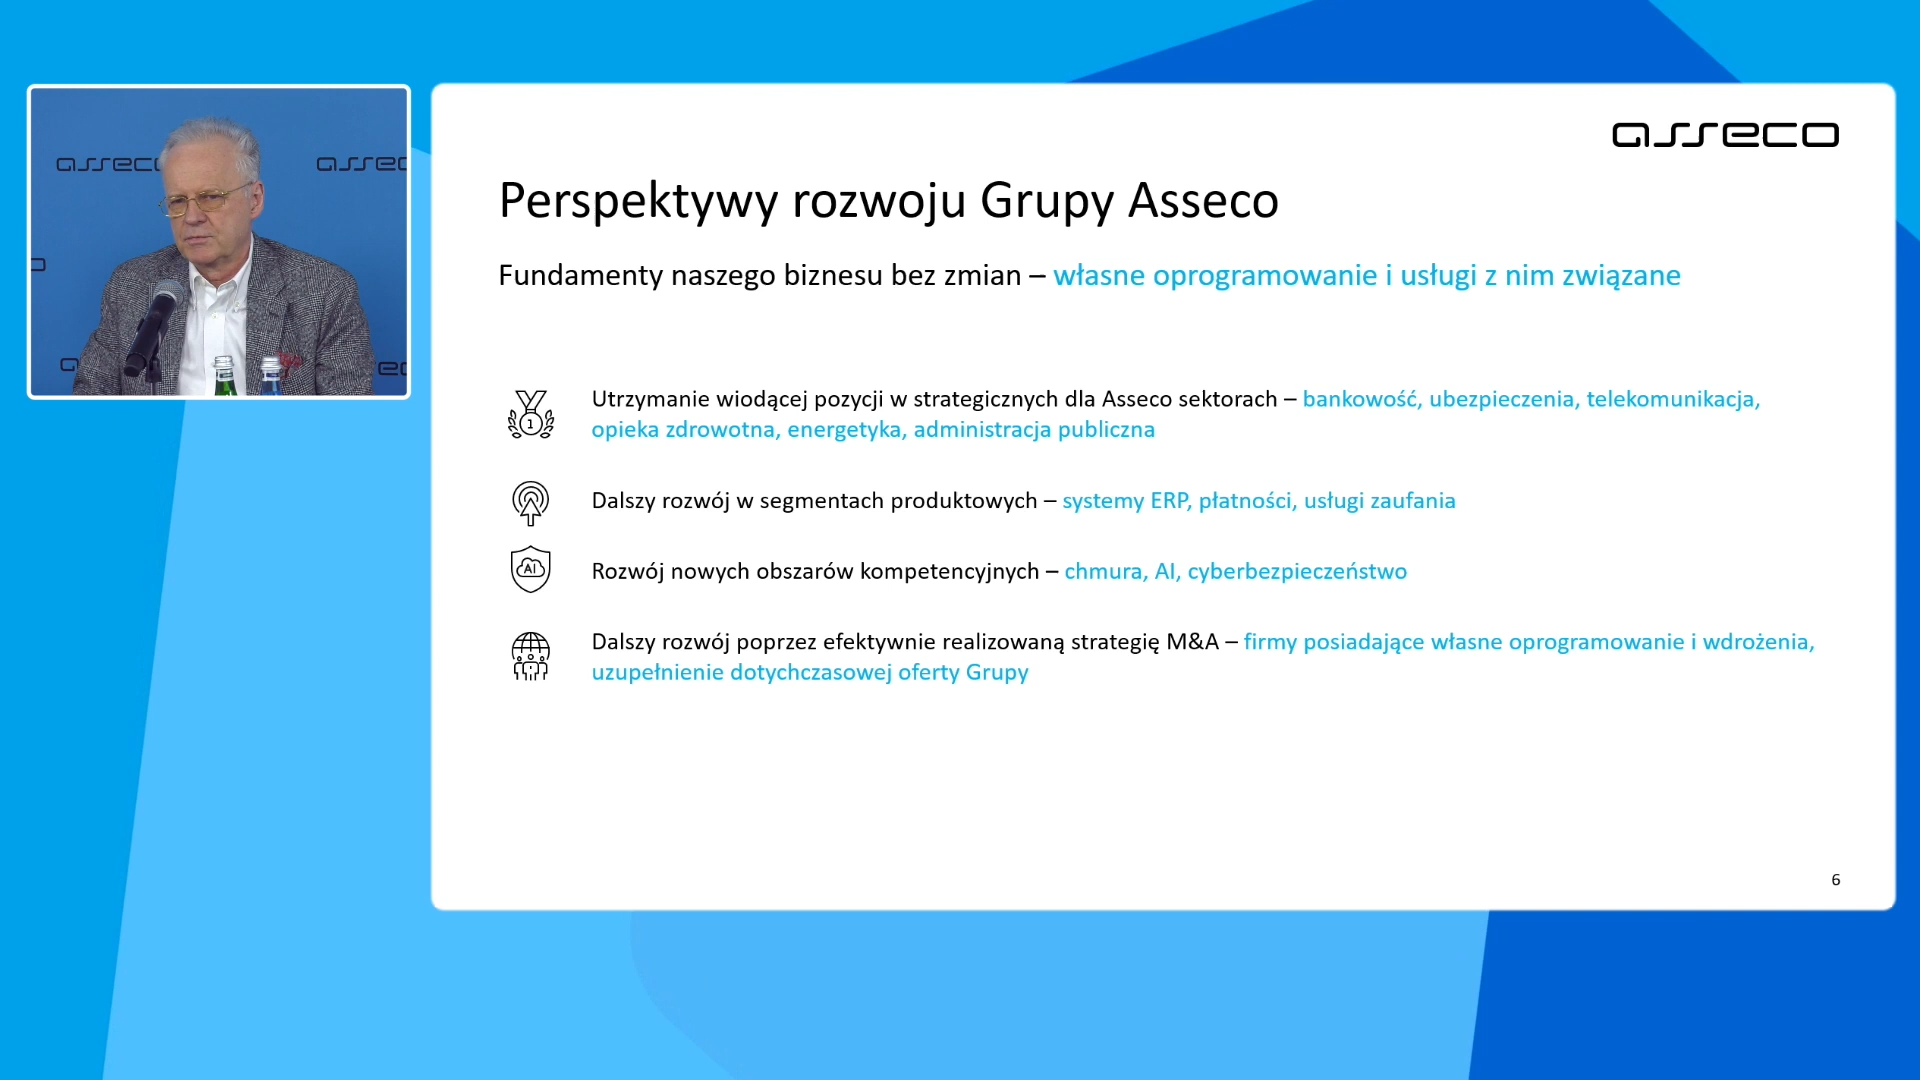 asseco
Perspektywy rozwoju Grupy Asseco
Fundamenty naszego biznesu bez zmian – własne oprogramowanie i usługi z nim związane
Utrzymanie wiodącej pozycji w strategicznych dla Asseco sektorach – bankowość, ubezpieczenia, telekomunikacja,
opieka zdrowotna, energetyka, administracja publiczna
1
Dalszy rozwój w segmentach produktowych – systemy ERP, płatności, usługi zaufania
AI
Rozwój nowych obszarów kompetencyjnych – chmura, AI, cyberbezpieczeństwo
Dalszy rozwój poprzez efektywnie realizowaną strategię M&A – firmy posiadające własne oprogramowanie i wdrożenia,
uzupełnienie dotychczasowej oferty Grupy
6